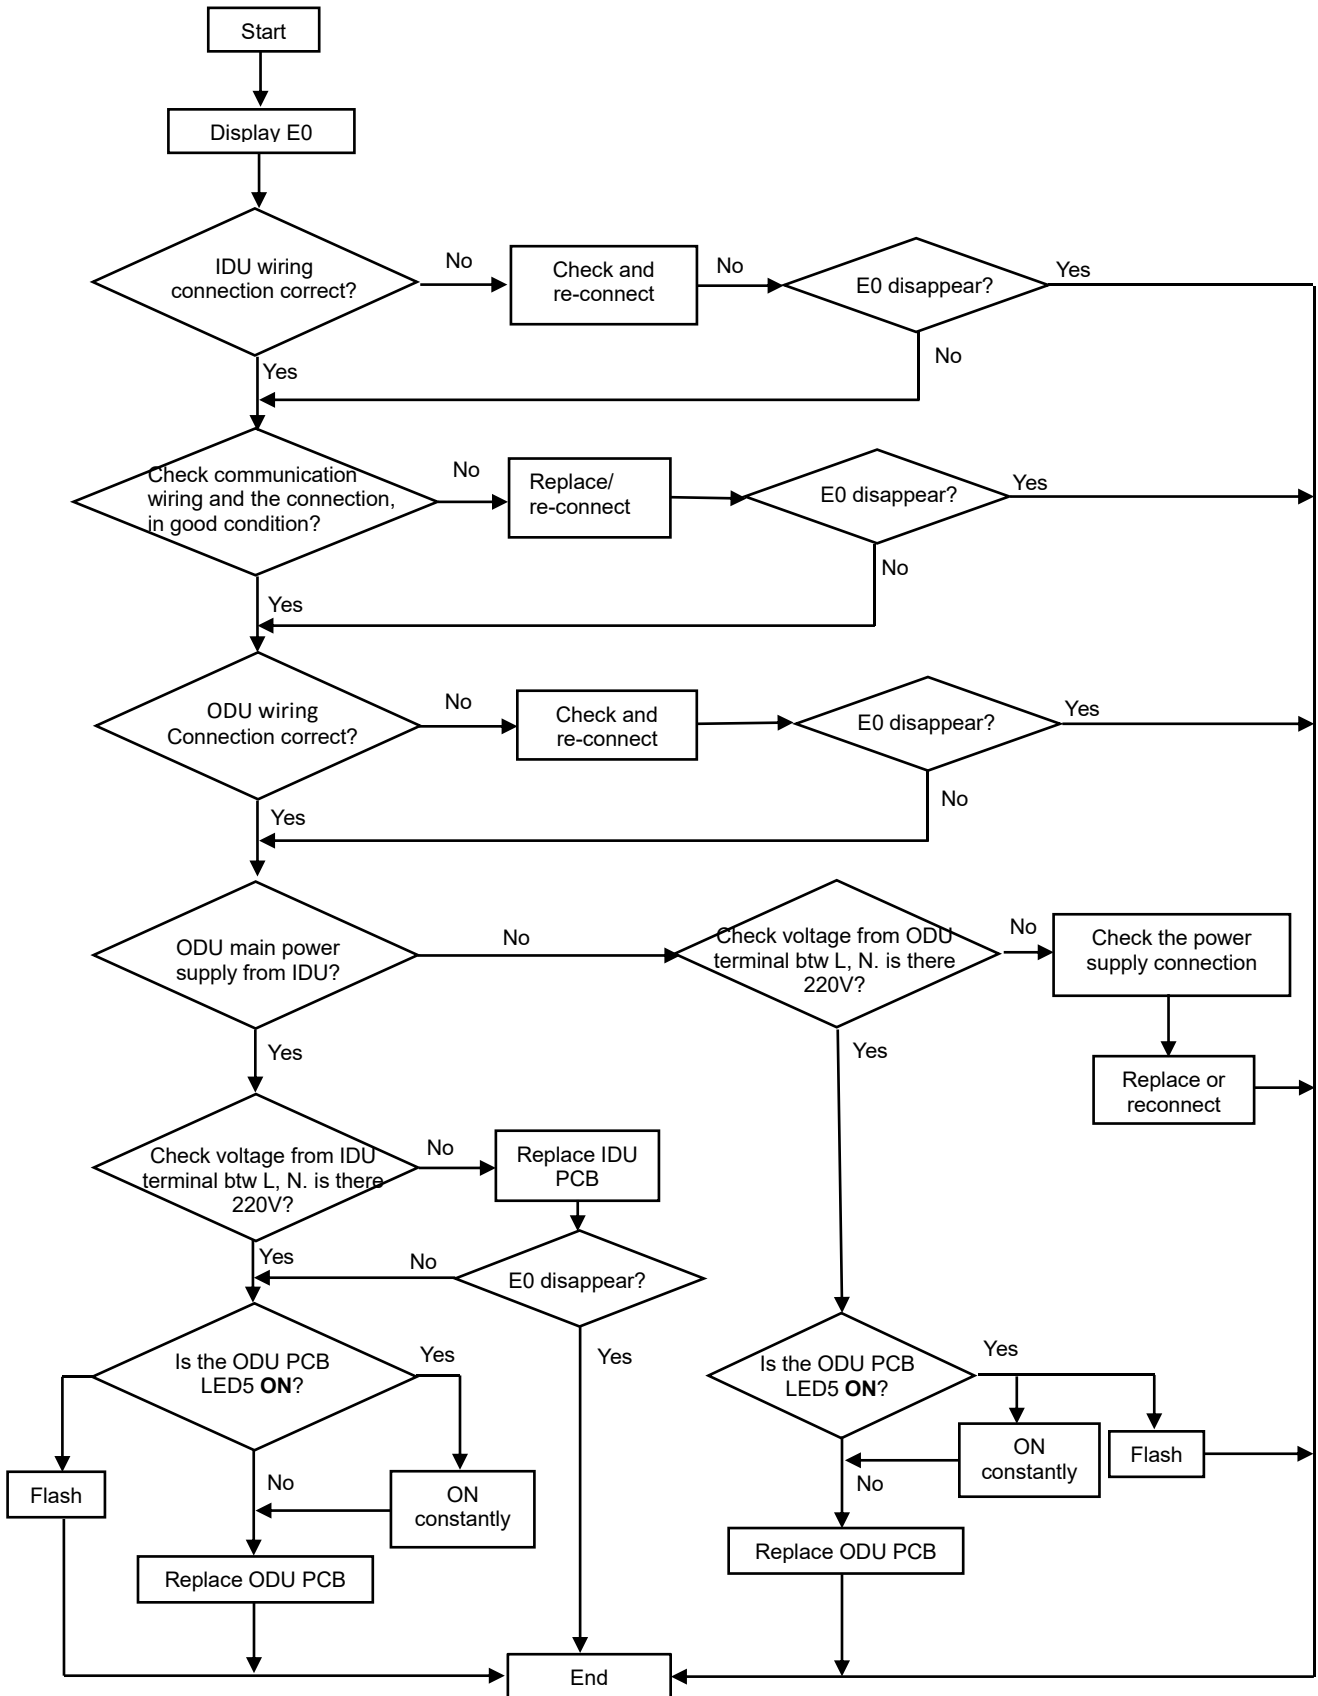 Start
Display E0
IDU wiring
connection correct?
No
Check and
re-connect
No
E0 disappear?
Yes
No
Yes
Check communication
wiring and the connection,
in good condition?
No
Replace/
re-connect
E0 disappear?
Yes
No
Yes
ODU wiring
Connection correct?
No
Check and
re-connect
E0 disappear?
Yes
No
Yes
ODU main power
supply from IDU?
No
Check voltage from ODU
terminal btw L, N. is there
220V?
No
Check the power
supply connection
Yes
Yes
Replace or
reconnect
Check voltage from IDU
terminal btw L, N. is there
220V?
No
Replace IDU
PCB
Yes
No
E0 disappear?
Yes
Is the ODU PCB
LED5 ON?
Yes
Flash
No
ON
constantly
Replace ODU PCB
Is the ODU PCB
LED5 ON?
Yes
ON
constantly
Flash
No
Replace ODU PCB
End